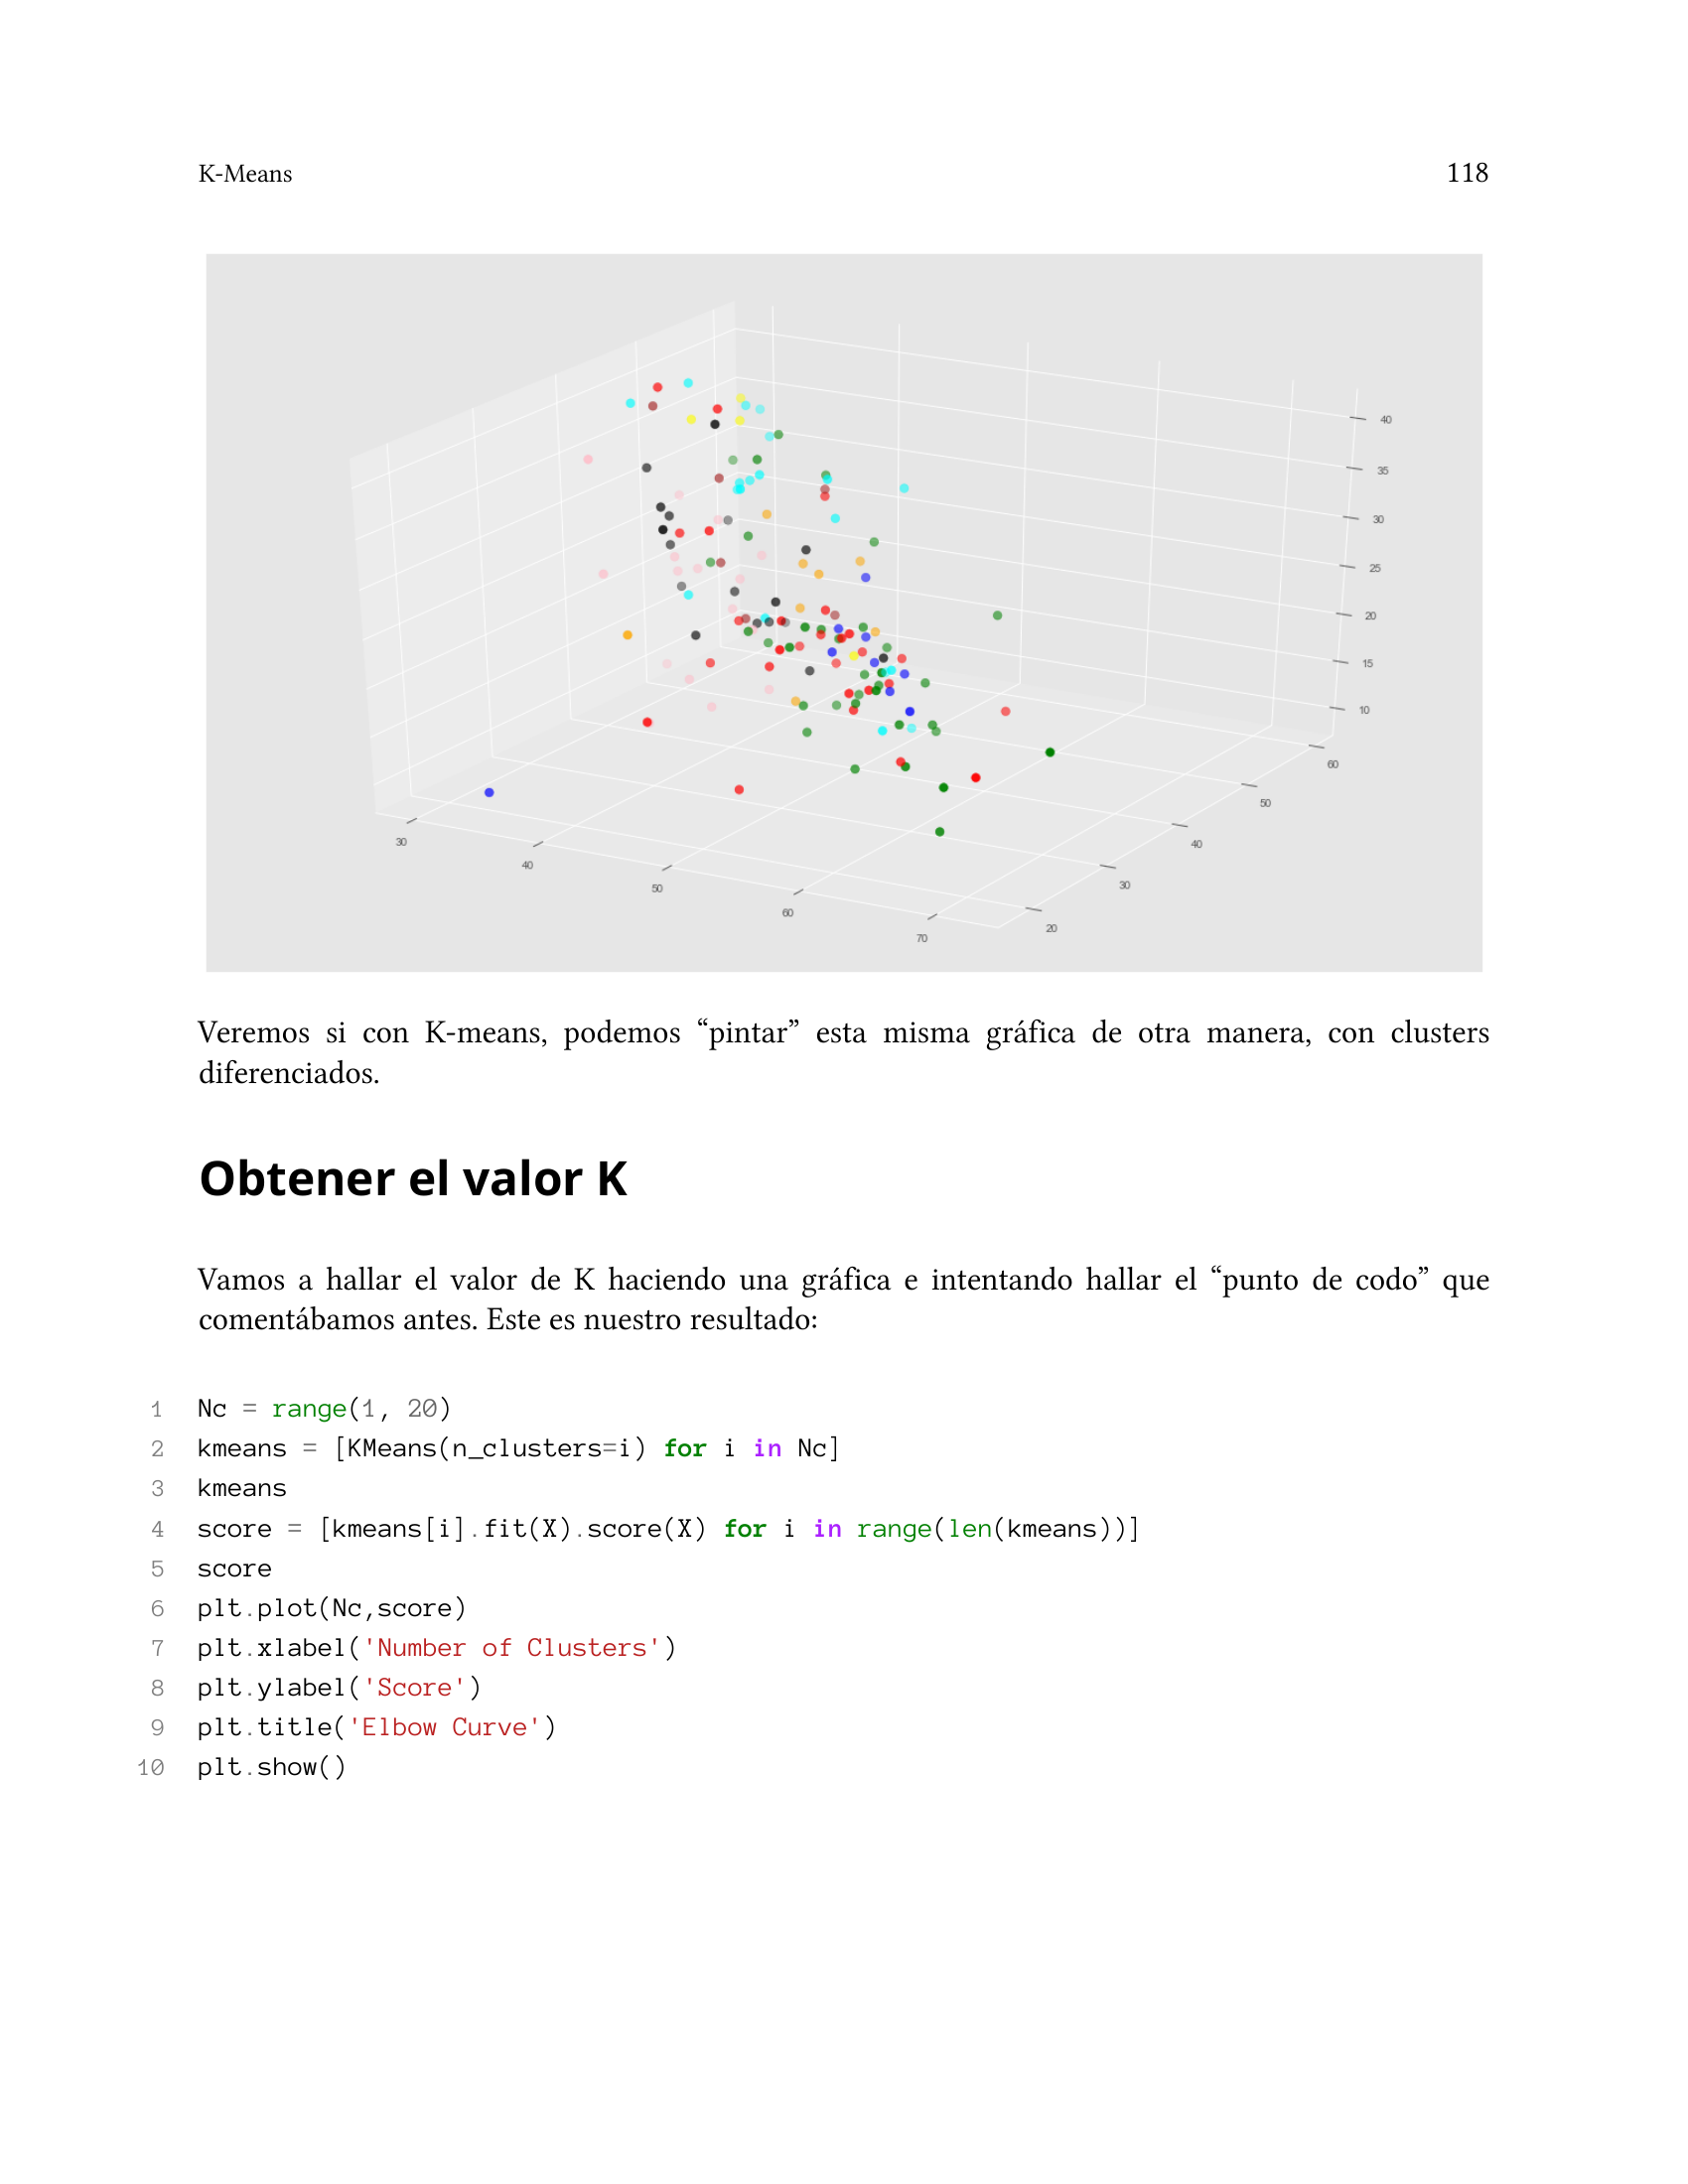 K-Means 118
40
35
30
25
20
15
10
60
50
40
30
20
30
40
50
60
70
Veremos si con K-means, podemos “pintar” esta misma gráfica de otra manera, con clusters
diferenciados.
Obtener el valor K
Vamos a hallar el valor de K haciendo una gráfica e intentando hallar el “punto de codo” que
comentábamos antes. Este es nuestro resultado:
1 Nc = range(1, 20)
2 kmeans = [KMeans(n_clusters=i) for i in Nc]
3 kmeans
4 score = [kmeans[i].fit(X).score(X) for i in range(len(kmeans))]
5 score
6 plt.plot(Nc,score)
7 plt.xlabel('Number of Clusters')
8 plt.ylabel('Score')
9 plt.title('Elbow Curve')
10 plt.show()